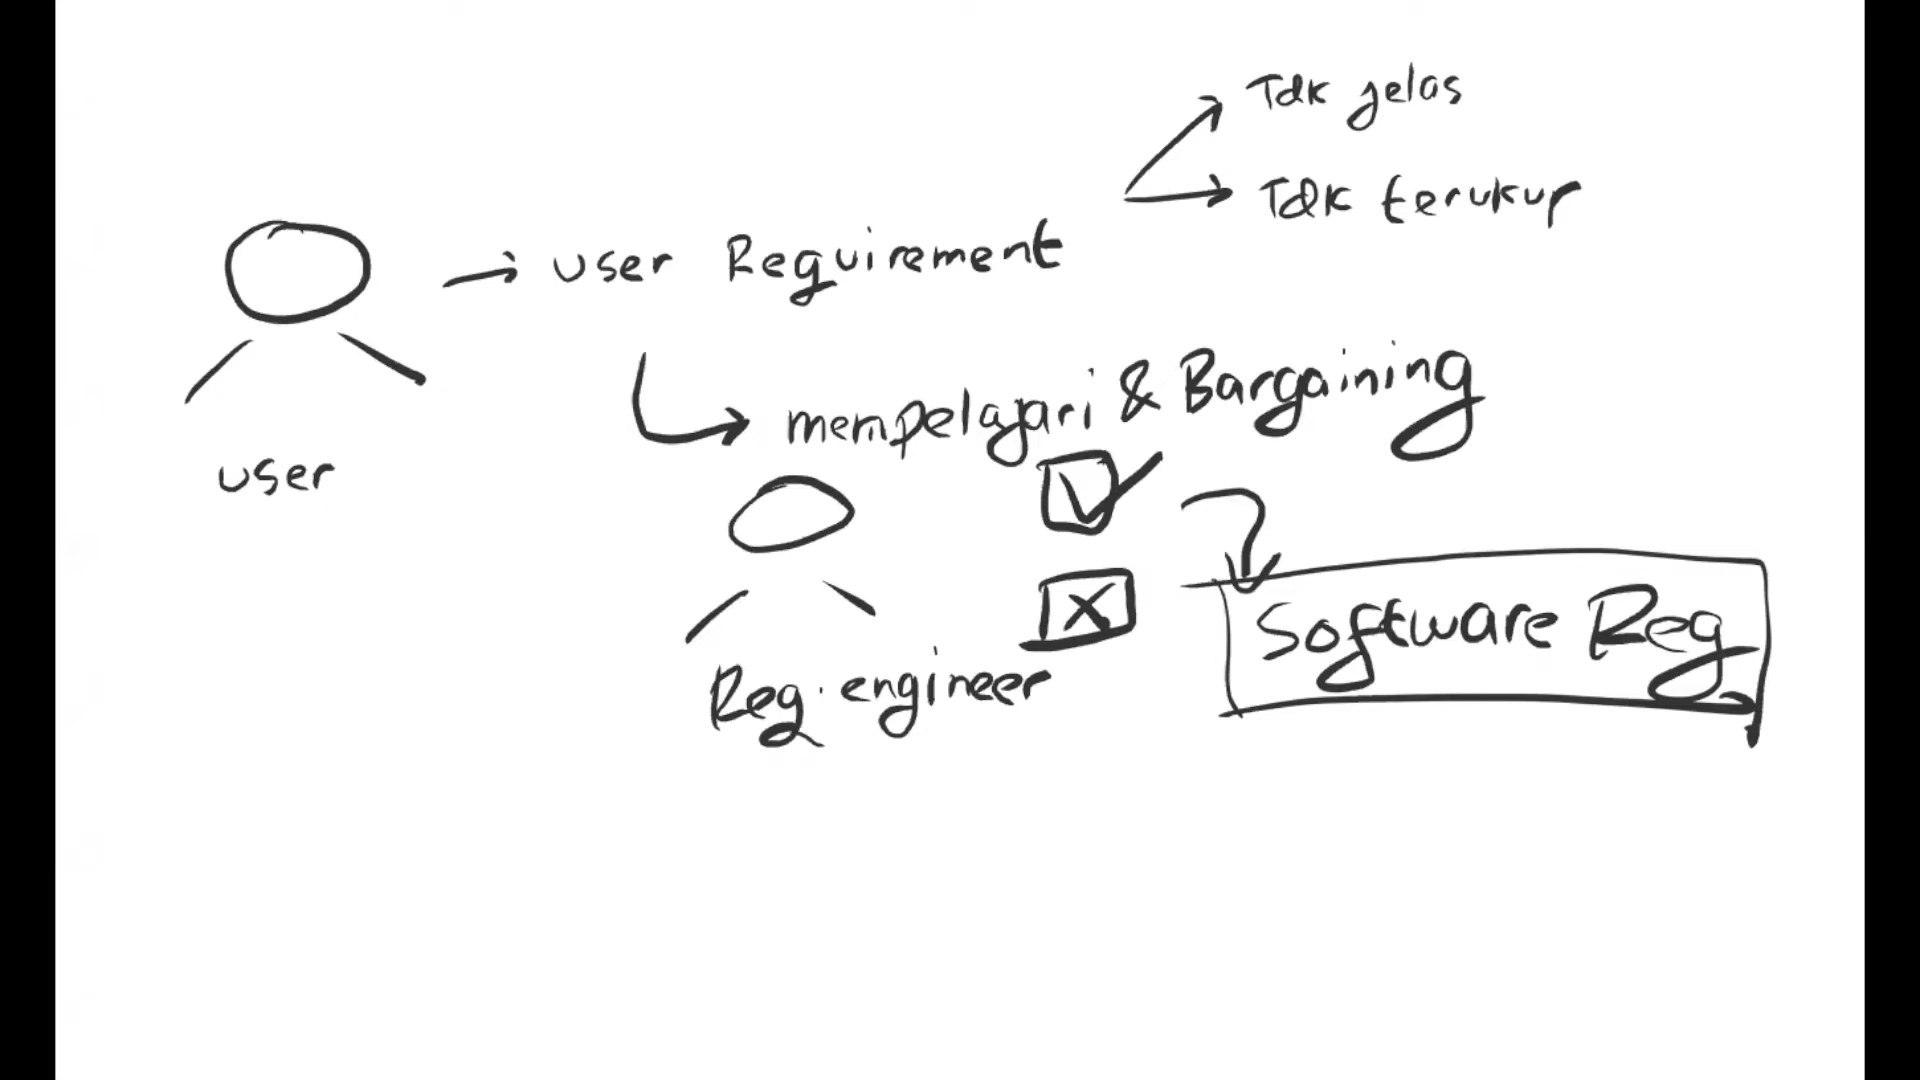 Tdk jelas
Tdk terukur
user Requirement
mempelajari & Bargaining
user
Software Req
Req. engineer